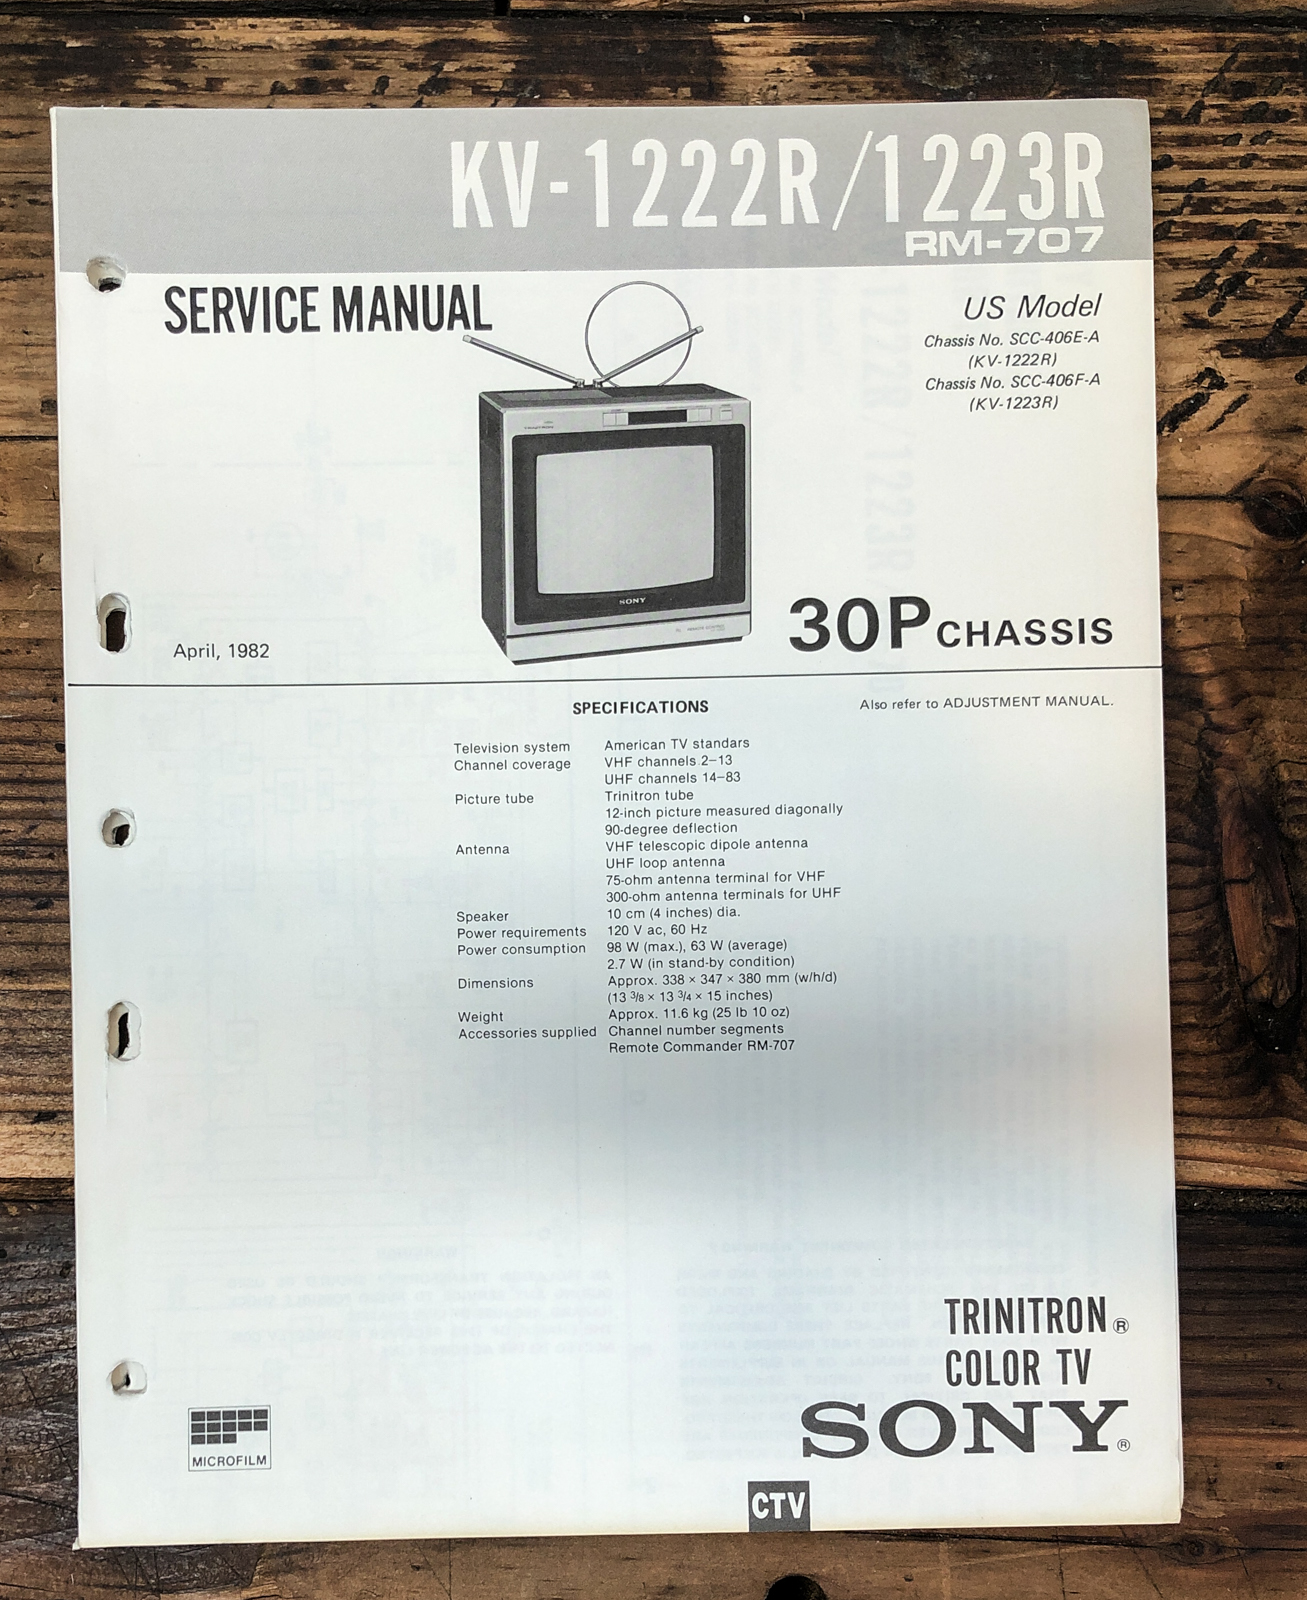 KV-1222R/1223R
RM-707
SERVICE MANUAL
US Model
Chassis No. SCC-406E-A
(KV-1222R)
Chassis No. SCC-406F-A
(KV-1223R)
SONY
30P CHASSIS
April, 1982
SPECIFICATIONS
Also refer to ADJUSTMENT MANUAL.
Television system American TV standars
Channel coverage VHF channels 2–13
UHF channels 14–83
Picture tube Trinitron tube
12-inch picture measured diagonally
90-degree deflection
Antenna VHF telescopic dipole antenna
UHF loop antenna
75-ohm antenna terminal for VHF
300-ohm antenna terminals for UHF
Speaker 10 cm (4 inches) dia.
Power requirements 120 V ac, 60 Hz
Power consumption 98 W (max.), 63 W (average)
2.7 W (in stand-by condition)
Dimensions Approx. 338 × 347 × 380 mm (w/h/d)
(13 3/8 × 13 3/4 × 15 inches)
Weight Approx. 11.6 kg (25 lb 10 oz)
Accessories supplied Channel number segments
Remote Commander RM-707
TRINITRON®
COLOR TV
SONY®
MICROFILM
CTV